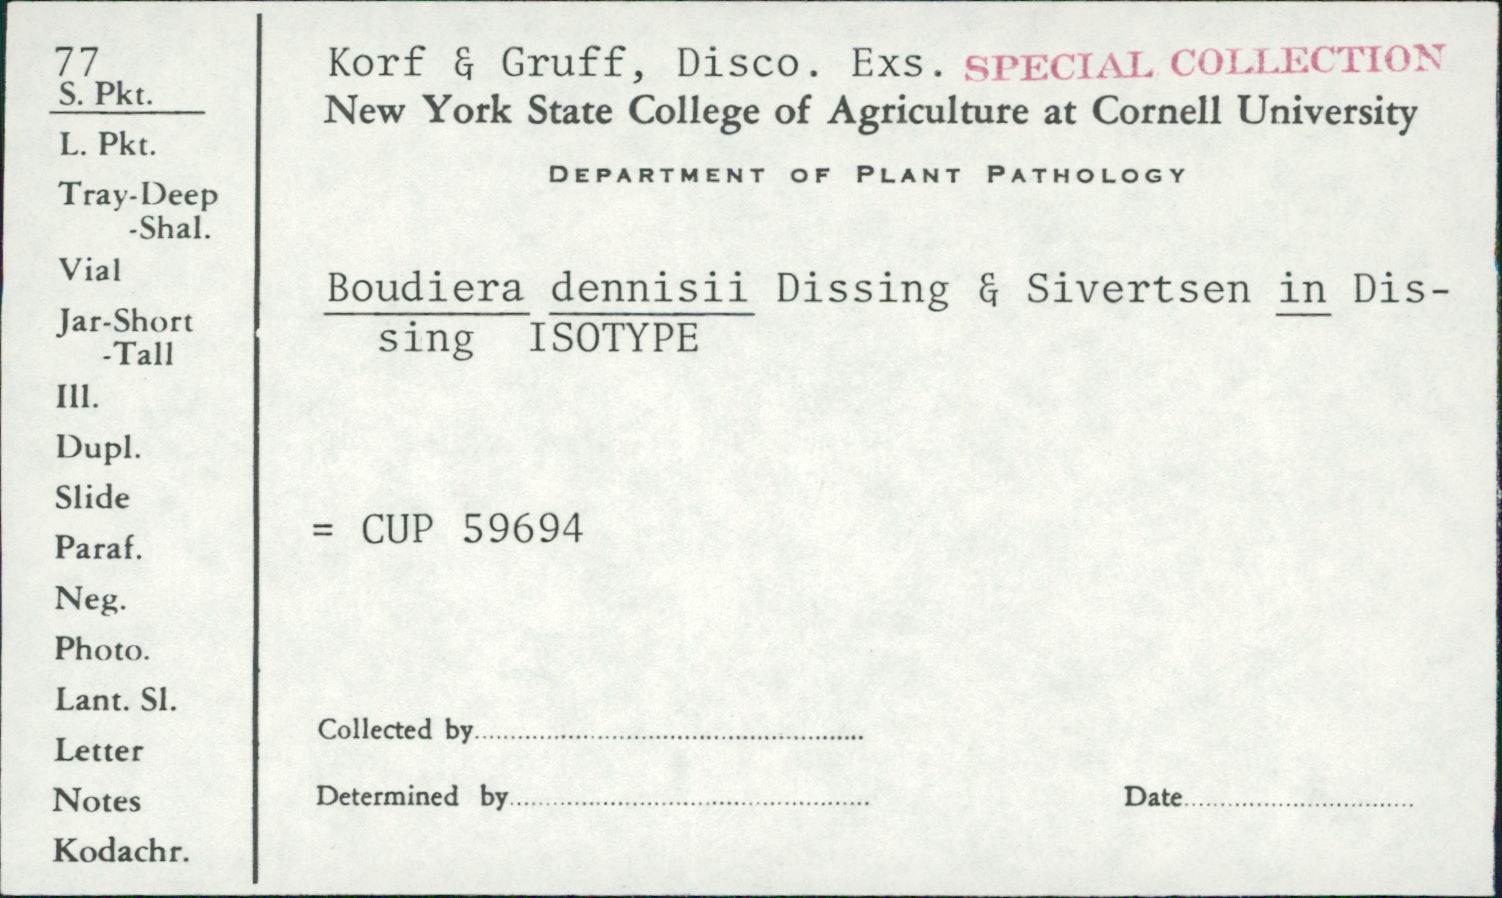 77
S. Pkt.
L. Pkt.
Tray-Deep
-Shal.
Vial
Jar-Short
-Tall
Ill.
Dupl.
Slide
Paraf.
Neg.
Photo.
Lant. Sl.
Letter
Notes
Kodachr.
Korf & Gruff, Disco. Exs. SPECIAL COLLECTION
New York State College of Agriculture at Cornell University
DEPARTMENT OF PLANT PATHOLOGY
Boudiera dennisii Dissing & Sivertsen in Dis-
sing ISOTYPE
= CUP 59694
Collected by
Determined by
Date